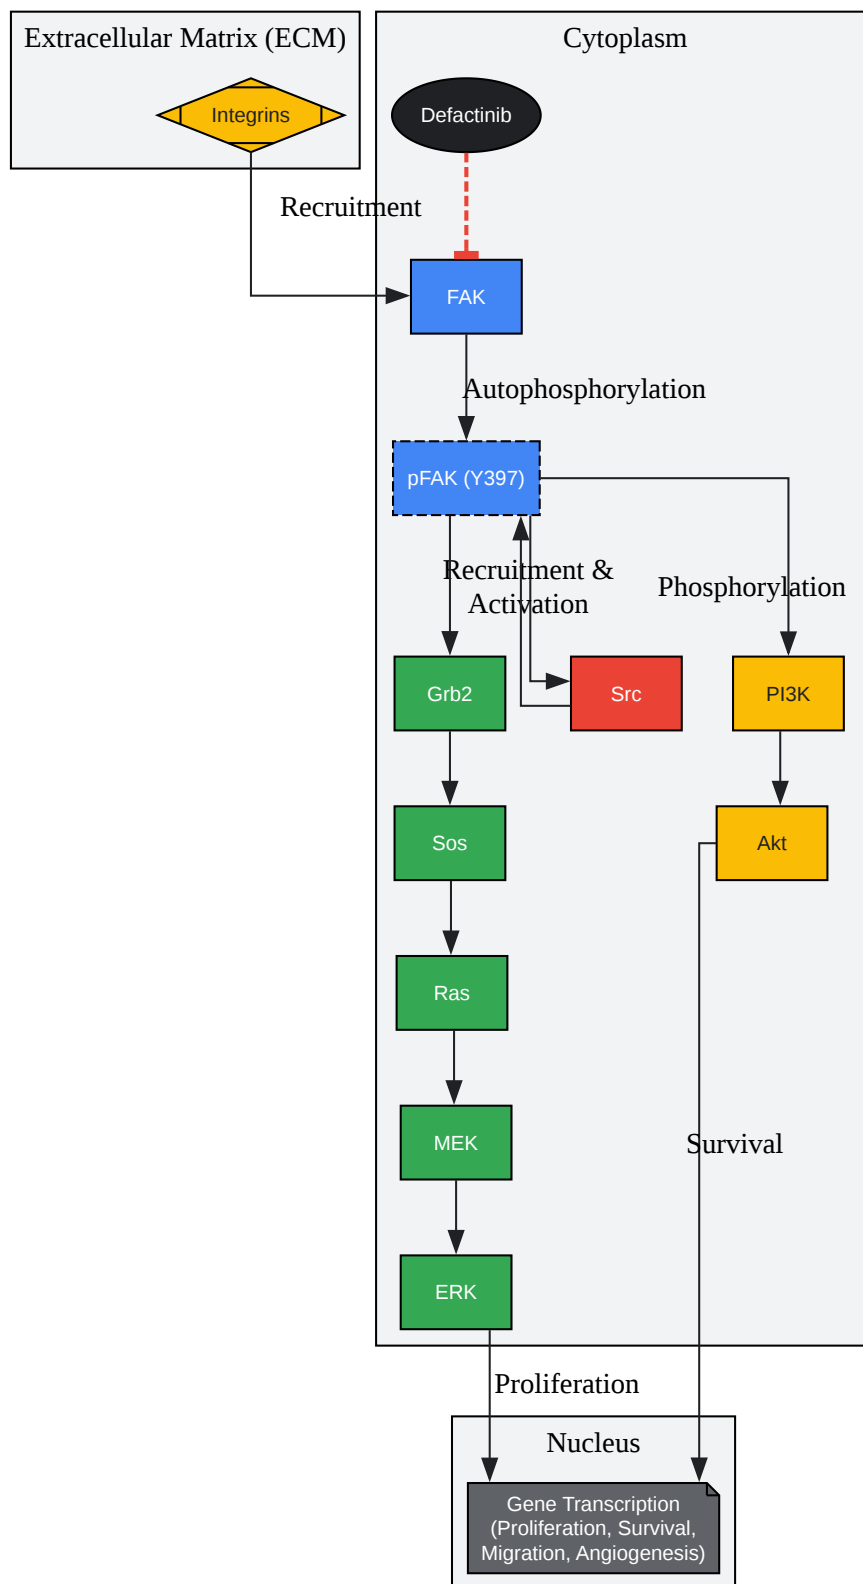 Extracellular Matrix (ECM)
Cytoplasm
Integrins
Defactinib
Recruitment
FAK
Autophosphorylation
pFAK (Y397)
Recruitment &
Activation
Phosphorylation
Grb2
Src
PI3K
Sos
Akt
Ras
MEK
Survival
ERK
Proliferation
Nucleus
Gene Transcription
(Proliferation, Survival,
Migration, Angiogenesis)